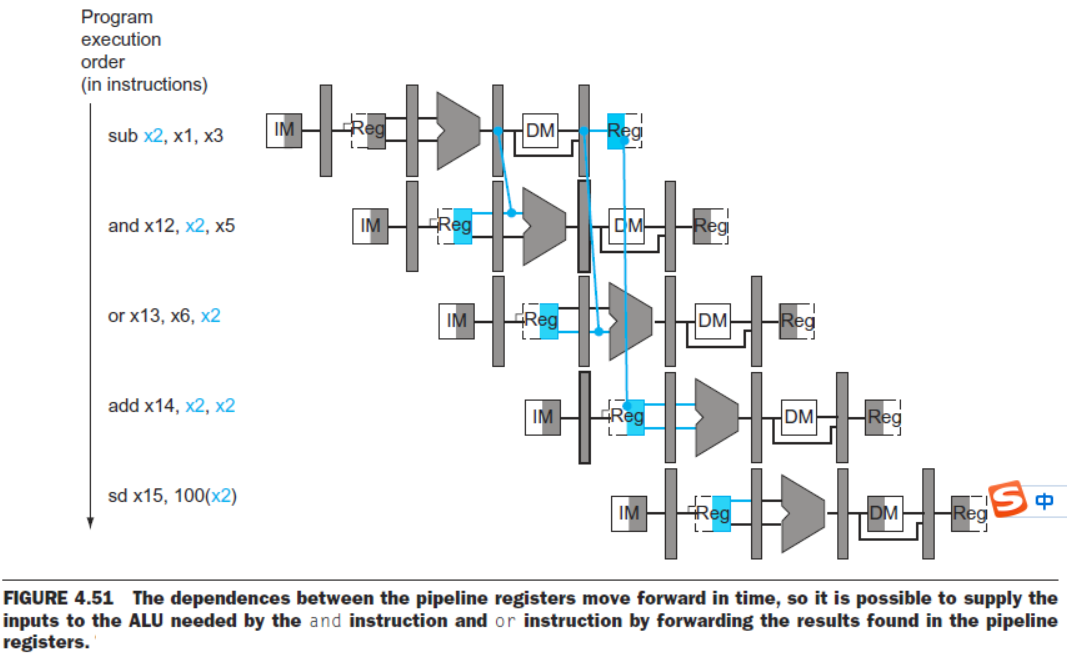 Program
execution
order
(in instructions)
IM Reg DM Reg
sub x2, x1, x3
IM Reg DM Reg
and x12, x2, x5
IM Reg DM Reg
or x13, x6, x2
IM Reg DM Reg
add x14, x2, x2
IM Reg DM Reg
sd x15, 100(x2)
S 中
FIGURE 4.51 The dependences between the pipeline registers move forward in time, so it is possible to supply the
inputs to the ALU needed by the and instruction and or instruction by forwarding the results found in the pipeline
registers.